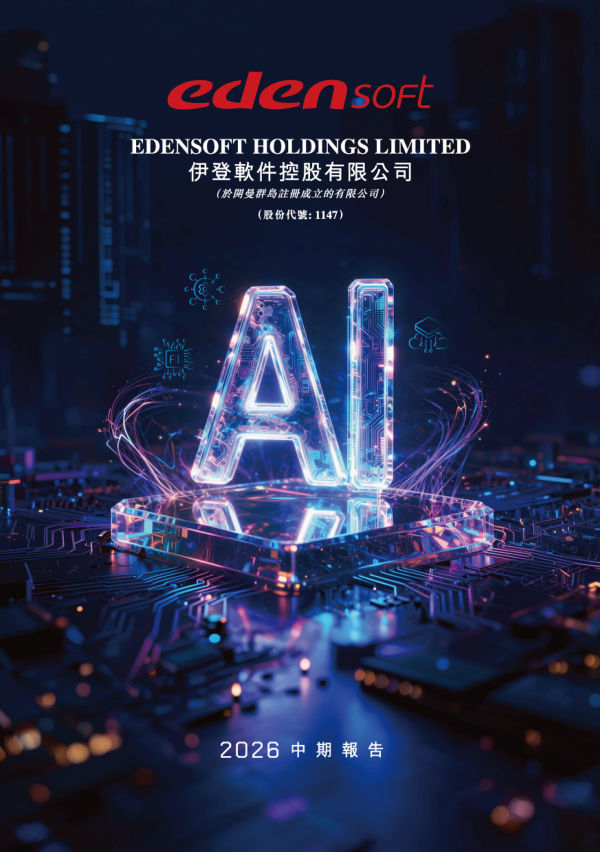 edensoft
EDENSOFT HOLDINGS LIMITED
伊登軟件控股有限公司
（於開曼群島註冊成立的有限公司）
（股份代號: 1147）
AI
2026 中期報告